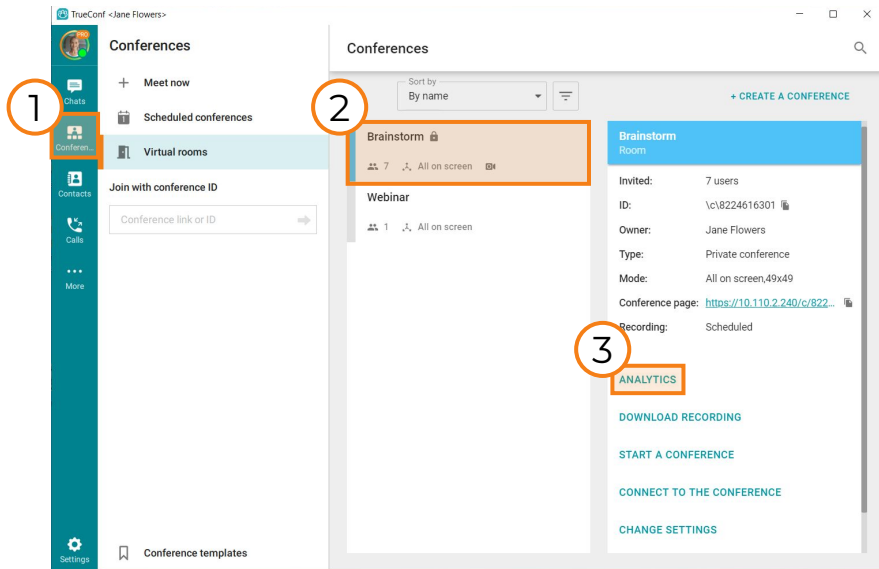 TrueConf <Jane Flowers>
PRO
Chats
Conferen...
Contacts
Calls
More
Settings
1
Conferences
Meet now
Scheduled conferences
Virtual rooms
Join with conference ID
Conference link or ID
Conference templates
Conferences
Sort by
By name
+ CREATE A CONFERENCE
2
Brainstorm
7 All on screen
Webinar
1 All on screen
Brainstorm
Room
Invited: 7 users
ID: \c\8224616301
Owner: Jane Flowers
Type: Private conference
Mode: All on screen,49x49
Conference page: https://10.110.2.240/c/822...
Recording: Scheduled
3
ANALYTICS
DOWNLOAD RECORDING
START A CONFERENCE
CONNECT TO THE CONFERENCE
CHANGE SETTINGS